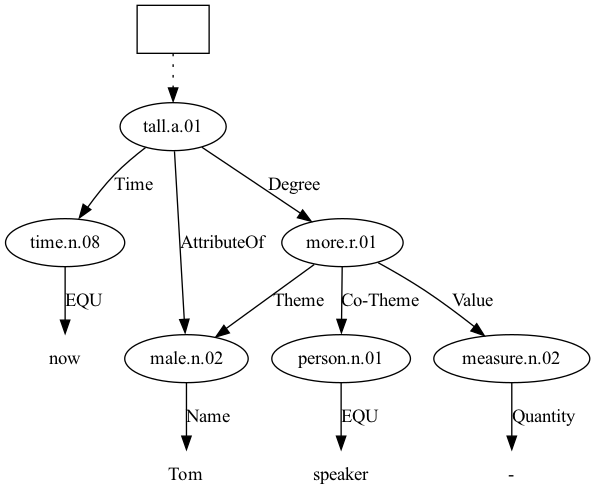 tall.a.01
Time
AttributeOf
Degree
time.n.08
more.r.01
EQU
Theme
Co-Theme
Value
now
male.n.02
person.n.01
measure.n.02
Name
EQU
Quantity
Tom
speaker
-